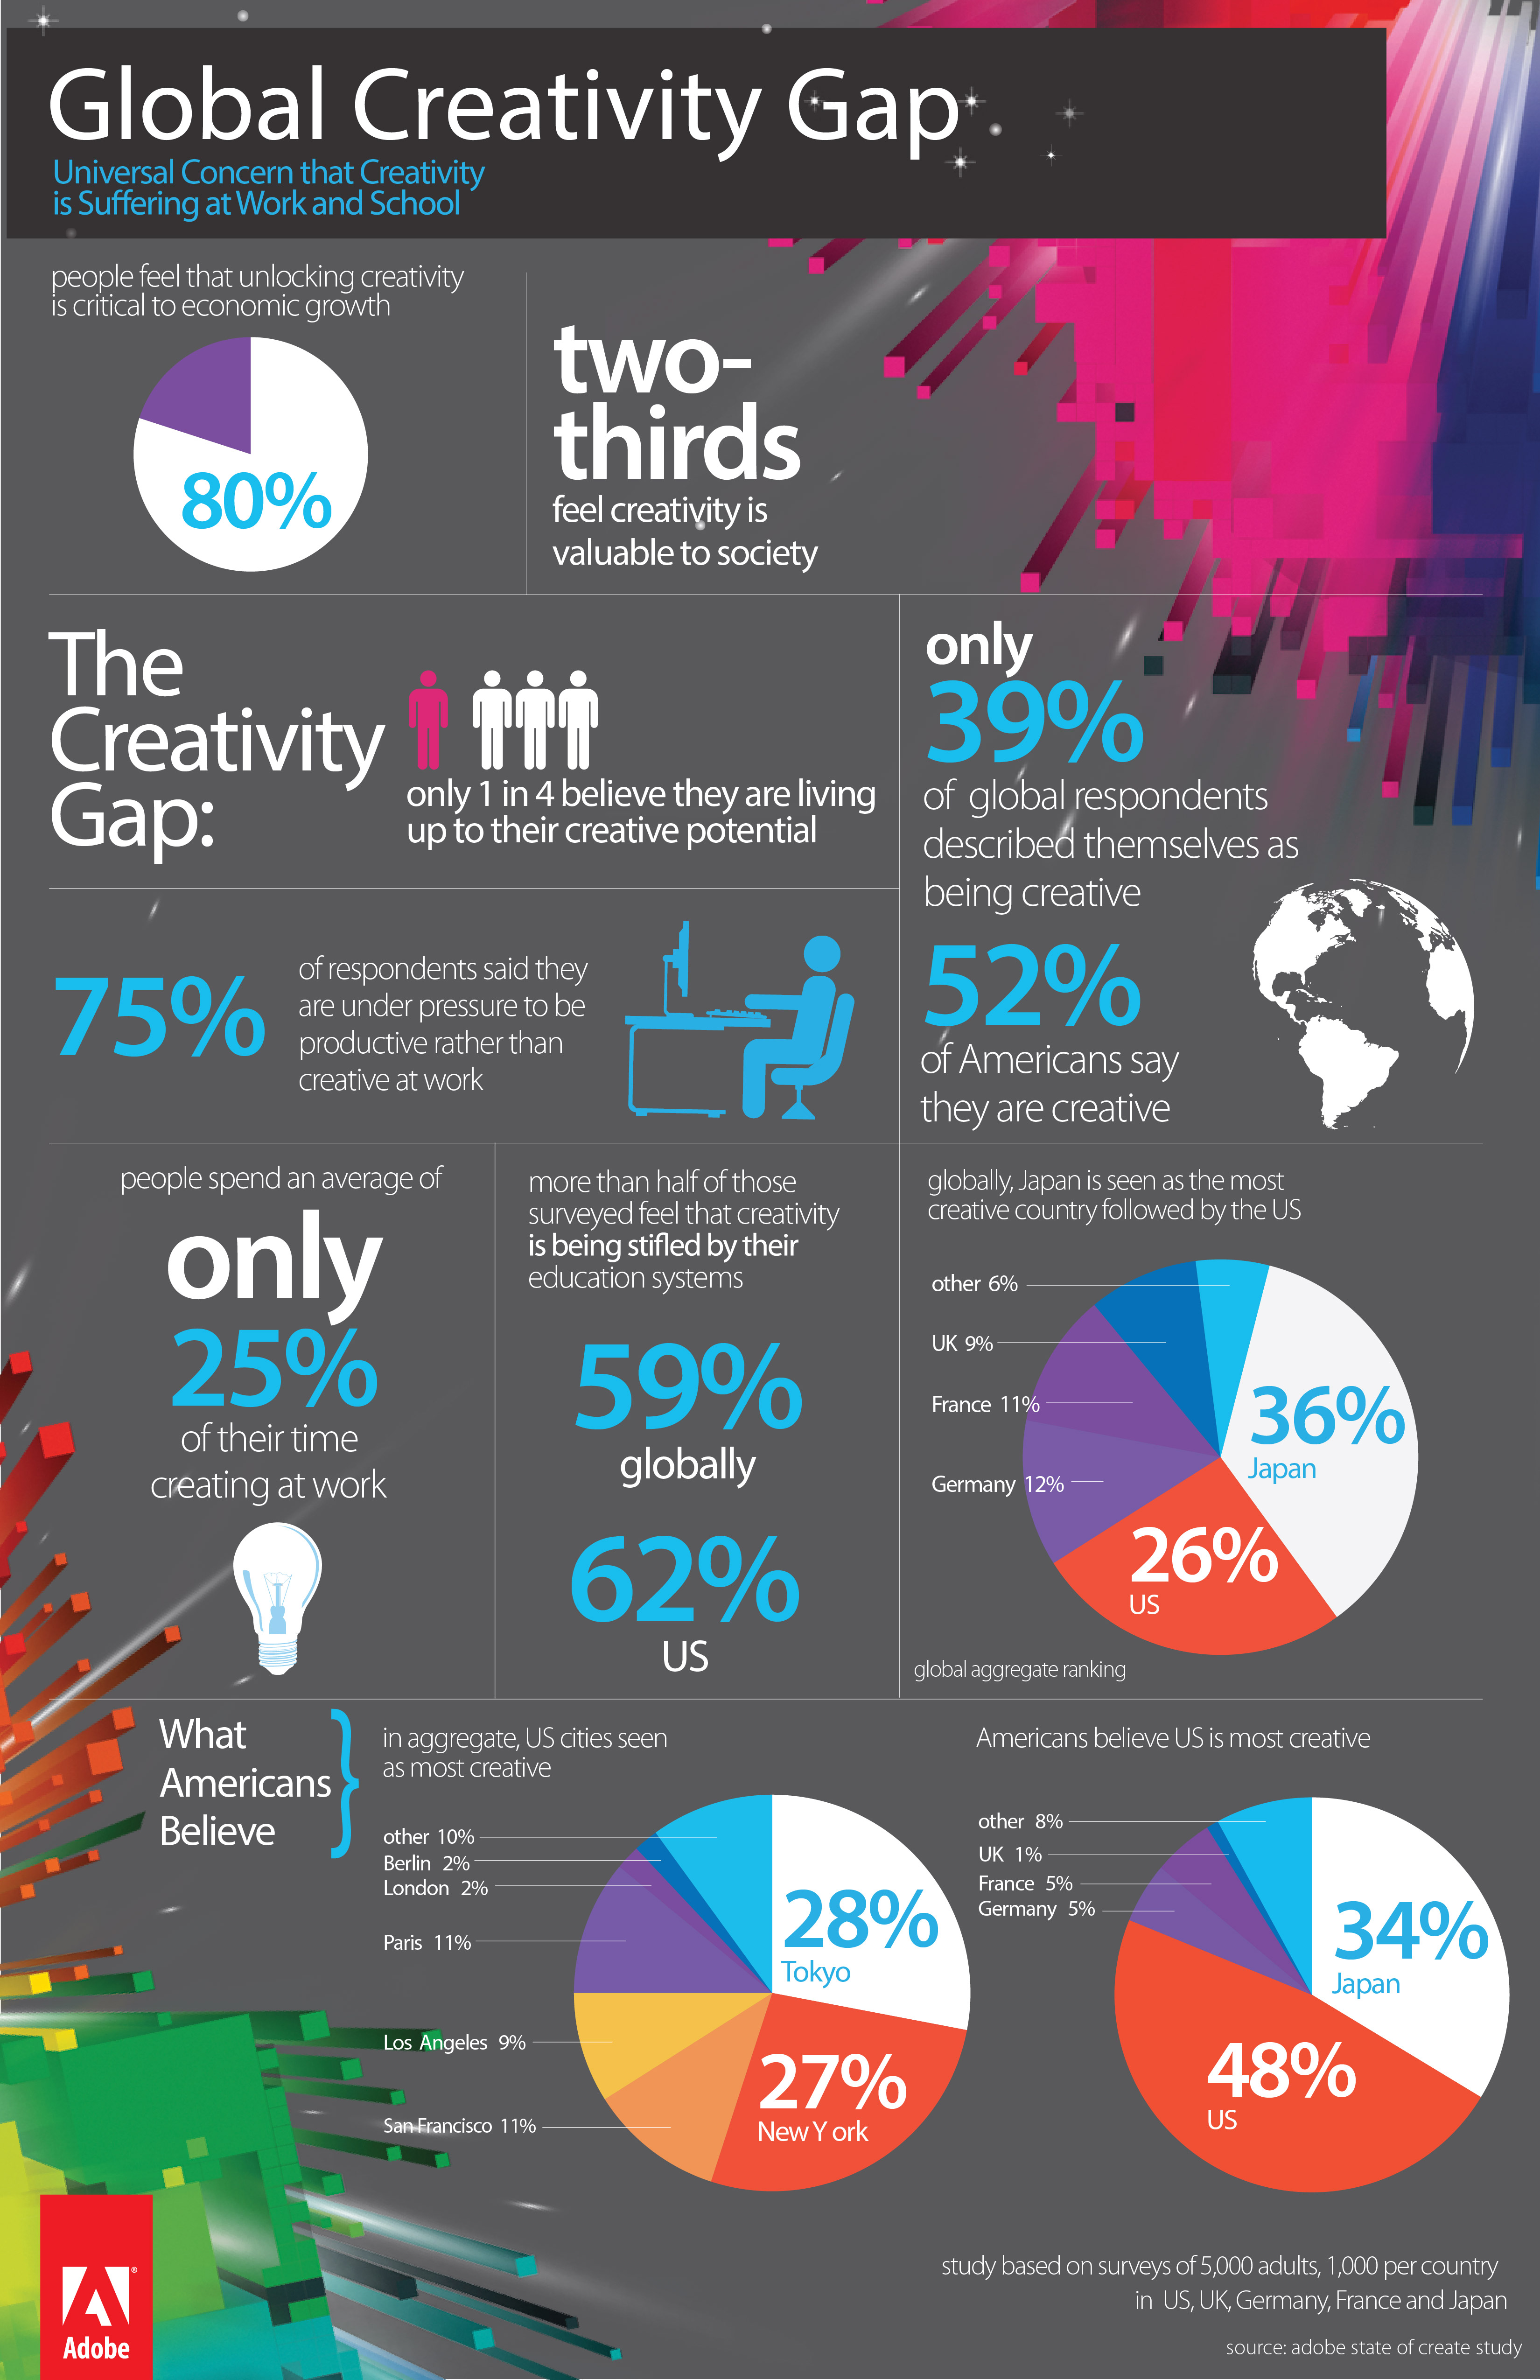 Global Creativity Gap
Universal Concern that Creativity
is Suffering at Work and School
people feel that unlocking creativity
is critical to economic growth
80%
two-
thirds
feel creativity is
valuable to society
The
Creativity
Gap:
only 1 in 4 believe they are living
up to their creative potential
only
39%
of global respondents
described themselves as
being creative
52%
of Americans say
they are creative
75%
of respondents said they
are under pressure to be
productive rather than
creative at work
people spend an average of
only
25%
of their time
creating at work
more than half of those
surveyed feel that creativity
is being stifled by their
education systems
59%
globally
62%
US
globally, Japan is seen as the most
creative country followed by the US
other 6%
UK 9%
France 11%
Germany 12%
36%
Japan
26%
US
global aggregate ranking
What
Americans
Believe
in aggregate, US cities seen
as most creative
other 10%
Berlin 2%
London 2%
Paris 11%
Los Angeles 9%
San Francisco 11%
28%
Tokyo
27%
New Y ork
Americans believe US is most creative
other 8%
UK 1%
France 5%
Germany 5%
34%
Japan
48%
US
study based on surveys of 5,000 adults, 1,000 per country
in US, UK, Germany, France and Japan
source: adobe state of create study
®
Adobe